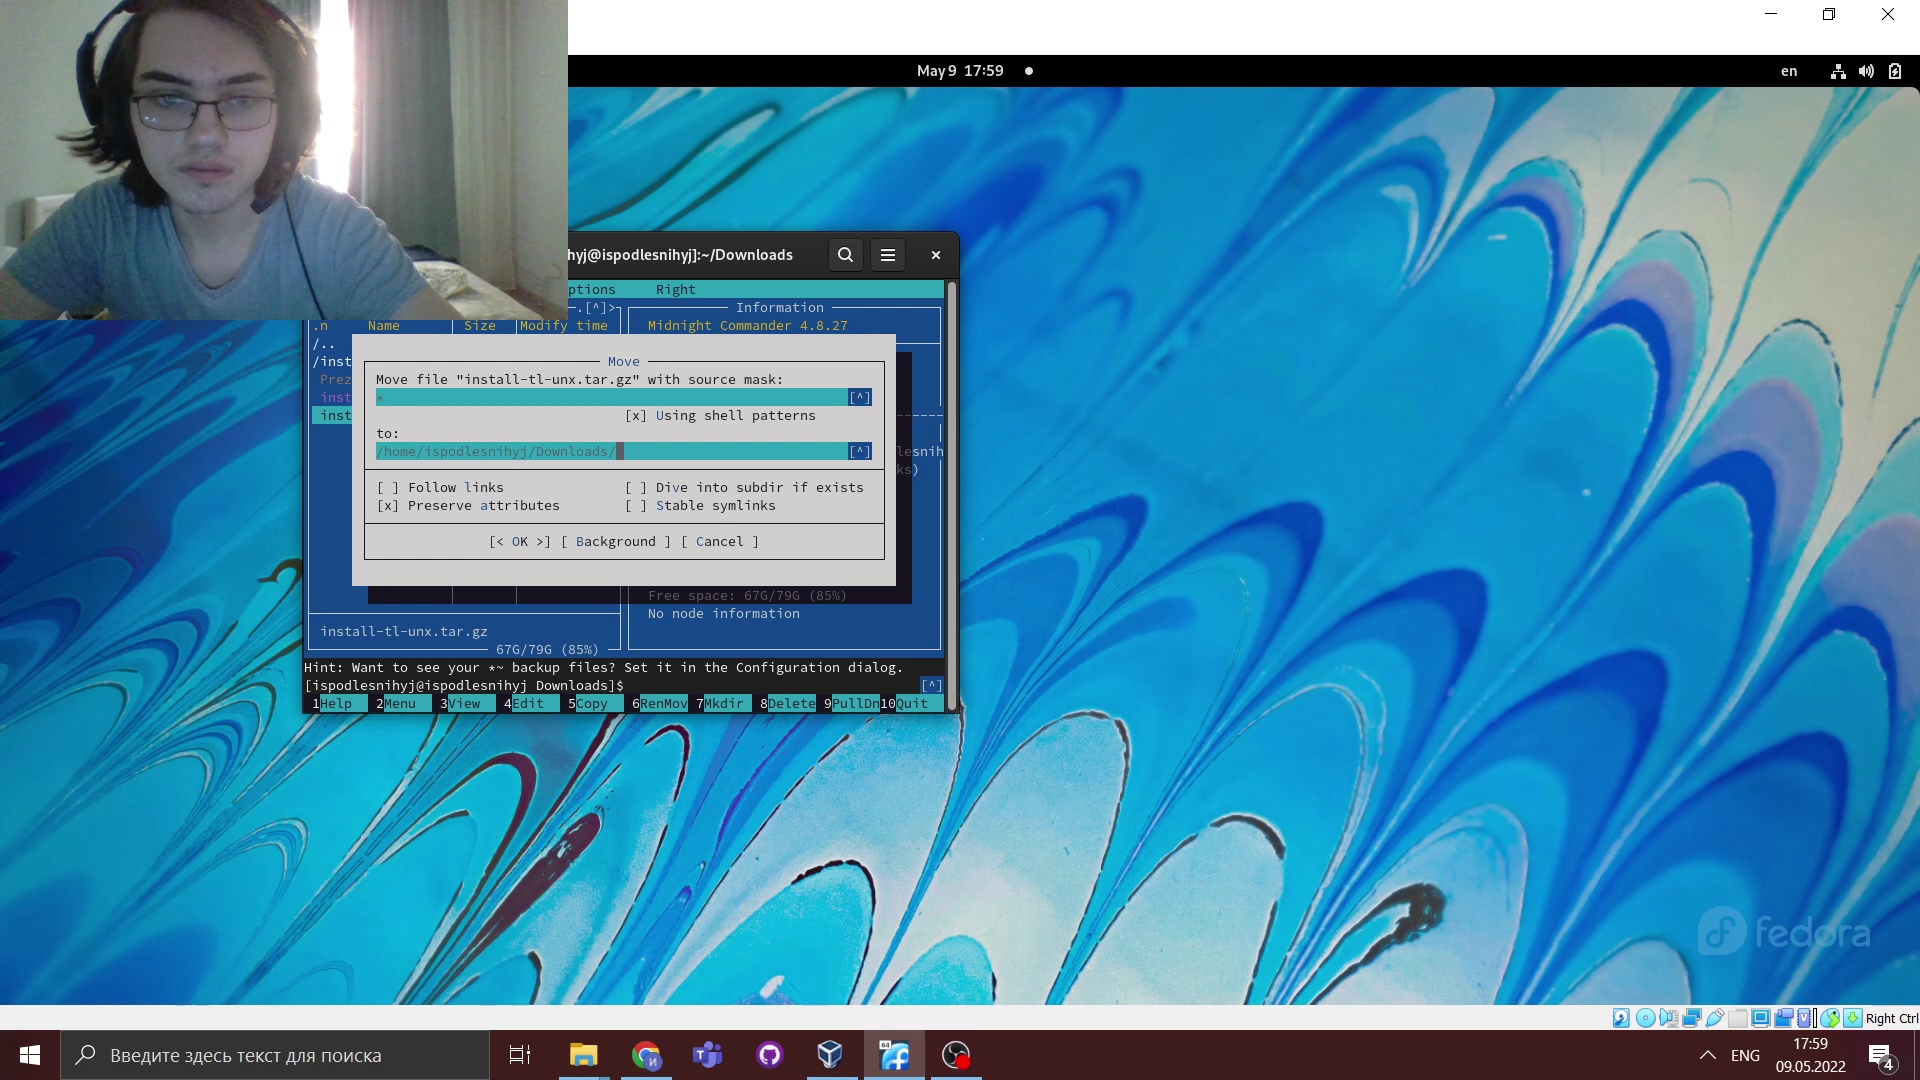 May 9 17:59
en
hyj@ispodlesnihyj]:~/Downloads
ptions Right
.[^]> Information
.n Name Size Modify time Midnight Commander 4.8.27
/..
/inst
Prez
inst
inst
Move
Move file "install-tl-unx.tar.gz" with source mask:
* [^]
[x] Using shell patterns
to:
/home/ispodlesnihyj/Downloads/ [^]
lesnih
ks)
[ ] Follow links [ ] Dive into subdir if exists
[x] Preserve attributes [ ] Stable symlinks
[< OK >] [ Background ] [ Cancel ]
Free space: 67G/79G (85%)
No node information
install-tl-unx.tar.gz
67G/79G (85%)
Hint: Want to see your *~ backup files? Set it in the Configuration dialog.
[ispodlesnihyj@ispodlesnihyj Downloads]$ [^]
1Help 2Menu 3View 4Edit 5Copy 6RenMov 7Mkdir 8Delete 9PullDn 10Quit
fedora
Right Ctrl
Введите здесь текст для поиска
64
ENG
17:59
09.05.2022
4